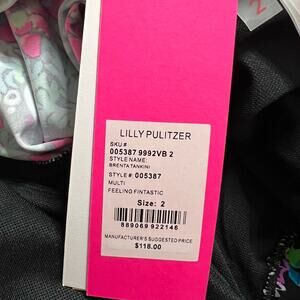 2
LILLY PULITZER
SKU #
005387 9992VB 2
STYLE NAME:
BRENTA TANKINI
STYLE #: 005387
MULTI
FEELING FINTASTIC
Size: 2
889069 922146
MANUFACTURER'S SUGGESTED PRICE
$118.00